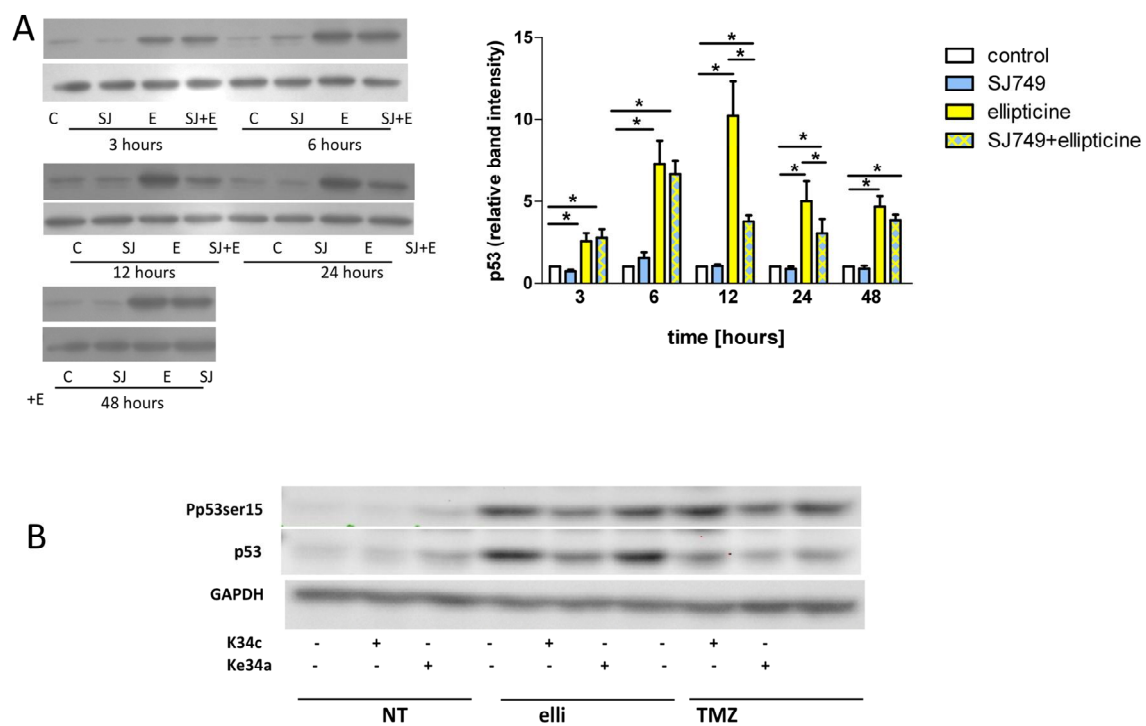 A
C SJ E SJ+E C SJ E SJ+E
3 hours 6 hours
C SJ E SJ+E C SJ E SJ+E
12 hours 24 hours
C SJ E SJ
+E 48 hours
p53 (relative band intensity)
15
10
5
0
* * * * * * * * * * * * *
3 6 12 24 48
time [hours]
control
SJ749
ellipticine
SJ749+ellipticine
B
Pp53ser15
p53
GAPDH
K34c - + - - + - - + -
Ke34a - - + - - + - - +
NT elli TMZ